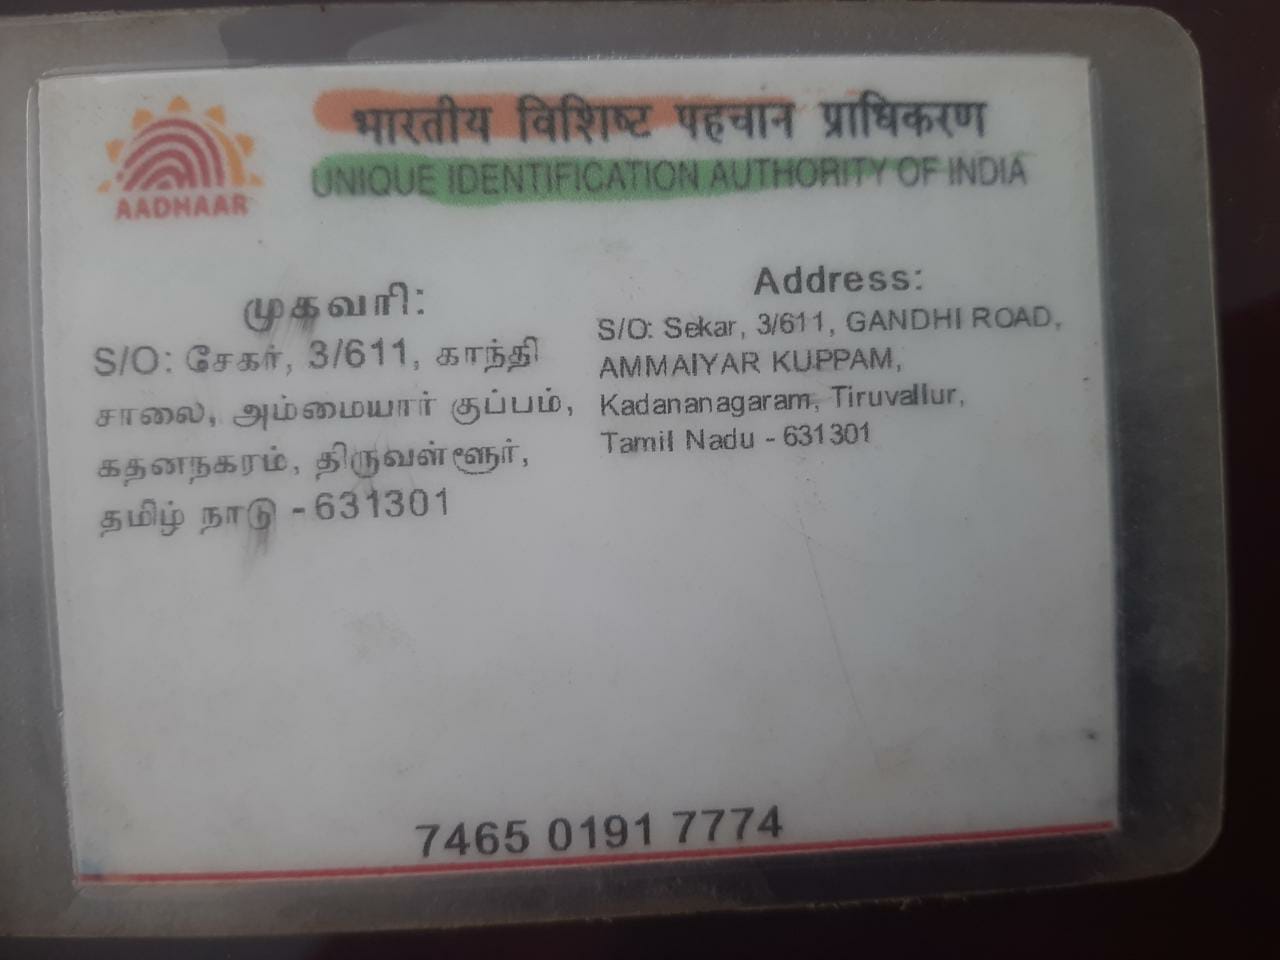 भारतीय विशिष्ट पहचान प्राधिकरण
UNIQUE IDENTIFICATION AUTHORITY OF INDIA
AADHAAR
முகவரி:
S/O: சேகர், 3/611, காந்தி
சாலை, அம்மையார் குப்பம்,
கதனநகரம், திருவள்ளூர்,
தமிழ் நாடு - 631301
Address:
S/O: Sekar, 3/611, GANDHI ROAD,
AMMAIYAR KUPPAM,
Kadananagaram, Tiruvallur,
Tamil Nadu - 631301
7465 0191 7774